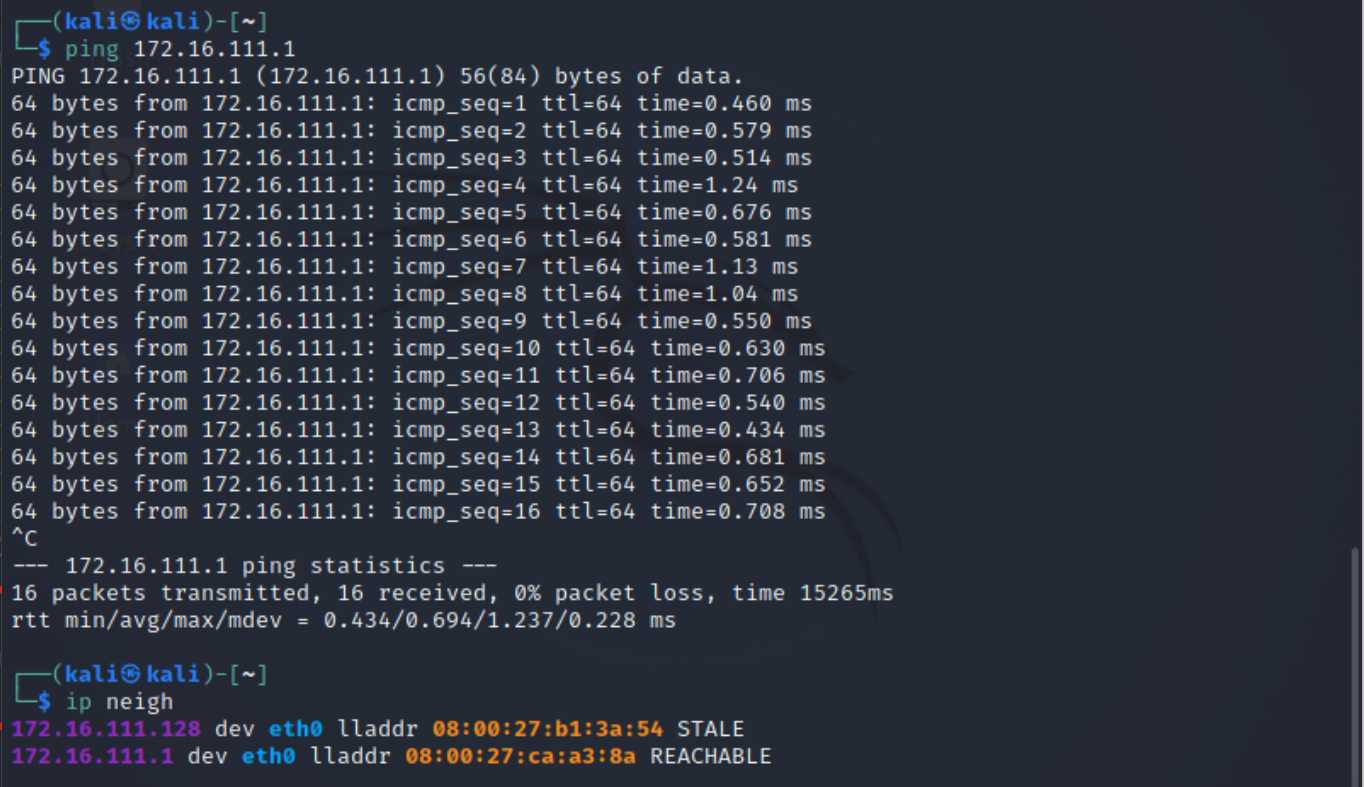 ┌──(kali㉿kali)-[~]
└─$ ping 172.16.111.1
PING 172.16.111.1 (172.16.111.1) 56(84) bytes of data.
64 bytes from 172.16.111.1: icmp_seq=1 ttl=64 time=0.460 ms
64 bytes from 172.16.111.1: icmp_seq=2 ttl=64 time=0.579 ms
64 bytes from 172.16.111.1: icmp_seq=3 ttl=64 time=0.514 ms
64 bytes from 172.16.111.1: icmp_seq=4 ttl=64 time=1.24 ms
64 bytes from 172.16.111.1: icmp_seq=5 ttl=64 time=0.676 ms
64 bytes from 172.16.111.1: icmp_seq=6 ttl=64 time=0.581 ms
64 bytes from 172.16.111.1: icmp_seq=7 ttl=64 time=1.13 ms
64 bytes from 172.16.111.1: icmp_seq=8 ttl=64 time=1.04 ms
64 bytes from 172.16.111.1: icmp_seq=9 ttl=64 time=0.550 ms
64 bytes from 172.16.111.1: icmp_seq=10 ttl=64 time=0.630 ms
64 bytes from 172.16.111.1: icmp_seq=11 ttl=64 time=0.706 ms
64 bytes from 172.16.111.1: icmp_seq=12 ttl=64 time=0.540 ms
64 bytes from 172.16.111.1: icmp_seq=13 ttl=64 time=0.434 ms
64 bytes from 172.16.111.1: icmp_seq=14 ttl=64 time=0.681 ms
64 bytes from 172.16.111.1: icmp_seq=15 ttl=64 time=0.652 ms
64 bytes from 172.16.111.1: icmp_seq=16 ttl=64 time=0.708 ms
^C
--- 172.16.111.1 ping statistics ---
16 packets transmitted, 16 received, 0% packet loss, time 15265ms
rtt min/avg/max/mdev = 0.434/0.694/1.237/0.228 ms
┌──(kali㉿kali)-[~]
└─$ ip neigh
172.16.111.128 dev eth0 lladdr 08:00:27:b1:3a:54 STALE
172.16.111.1 dev eth0 lladdr 08:00:27:ca:a3:8a REACHABLE